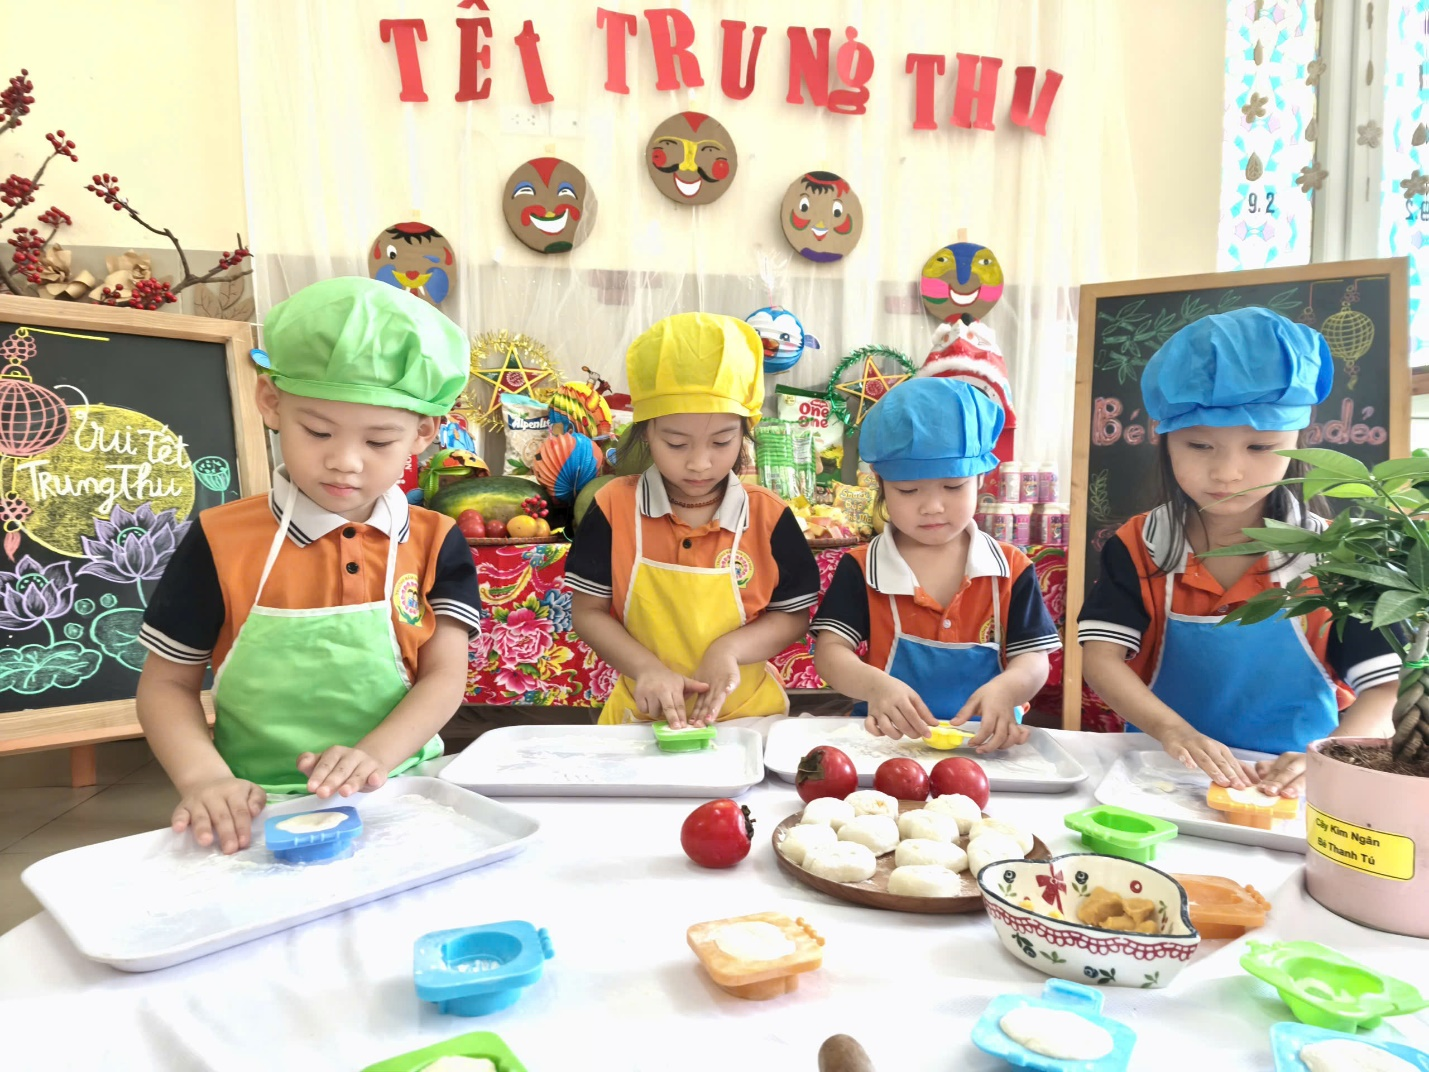 TẾt TRUNg THU
Vui Tết
Trung Thu
Bé
dẻo
Alpenliebe
One
One
9.2
Cây Kim Ngân
Bé Thanh Tú